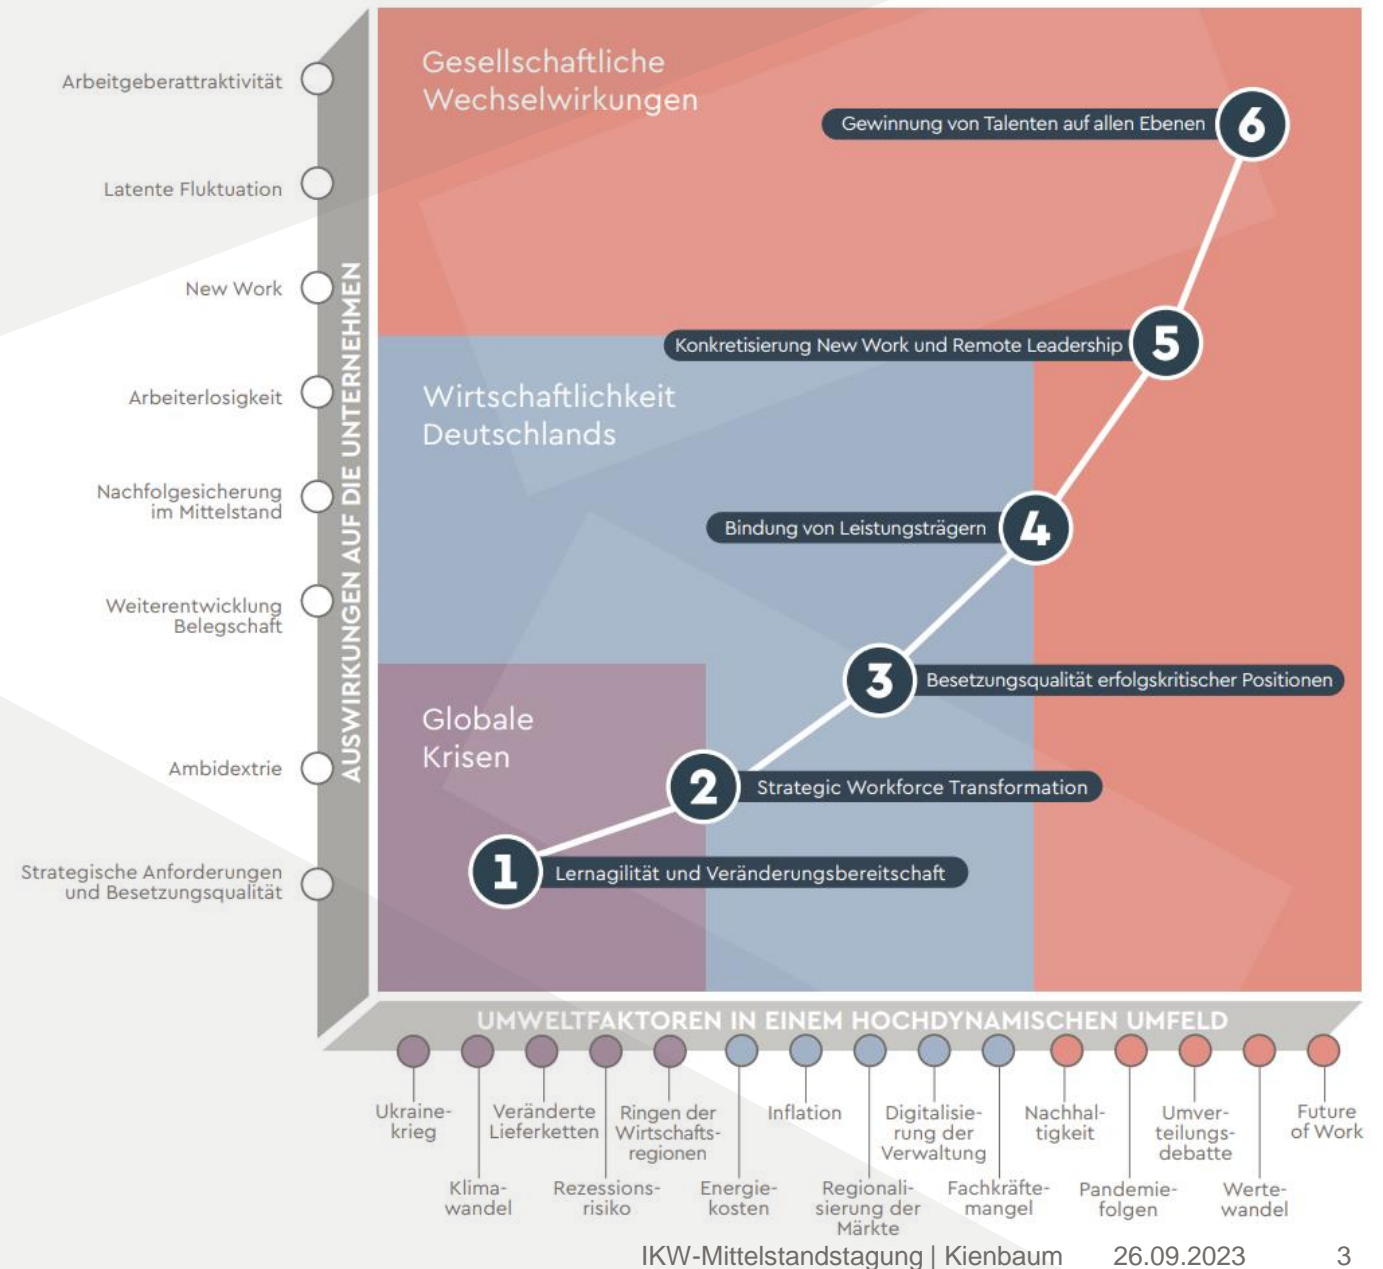 Gesellschaftliche
Wechselwirkungen
Arbeitgeberattraktivität
Latente Fluktuation
New Work
Arbeiterlosigkeit
Nachfolgesicherung
im Mittelstand
Weiterentwicklung
Belegschaft
Ambidextrie
Strategische Anforderungen
und Besetzungsqualität
AUSWIRKUNGEN AUF DIE UNTERNEHMEN
Gewinnung von Talenten auf allen Ebenen
6
Konkretisierung New Work und Remote Leadership
5
Wirtschaftlichkeit
Deutschlands
Bindung von Leistungsträgern
4
3
Besetzungsqualität erfolgskritischer Positionen
Globale
Krisen
2
Strategic Workforce Transformation
1
Lernagilität und Veränderungsbereitschaft
UMWELTFAKTOREN IN EINEM HOCHDYNAMISCHEN UMFELD
Ukraine-
krieg
Klima-
wandel
Veränderte
Lieferketten
Rezessions-
risiko
Ringen der
Wirtschafts-
regionen
Energie-
kosten
Inflation
Regionali-
sierung der
Märkte
Digitalisie-
rung der
Verwaltung
Fachkräfte-
mangel
Nachhal-
tigkeit
Pandemie-
folgen
Umver-
teilungs-
debatte
Werte-
wandel
Future
of Work
IKW-Mittelstandstagung | Kienbaum 26.09.2023 3